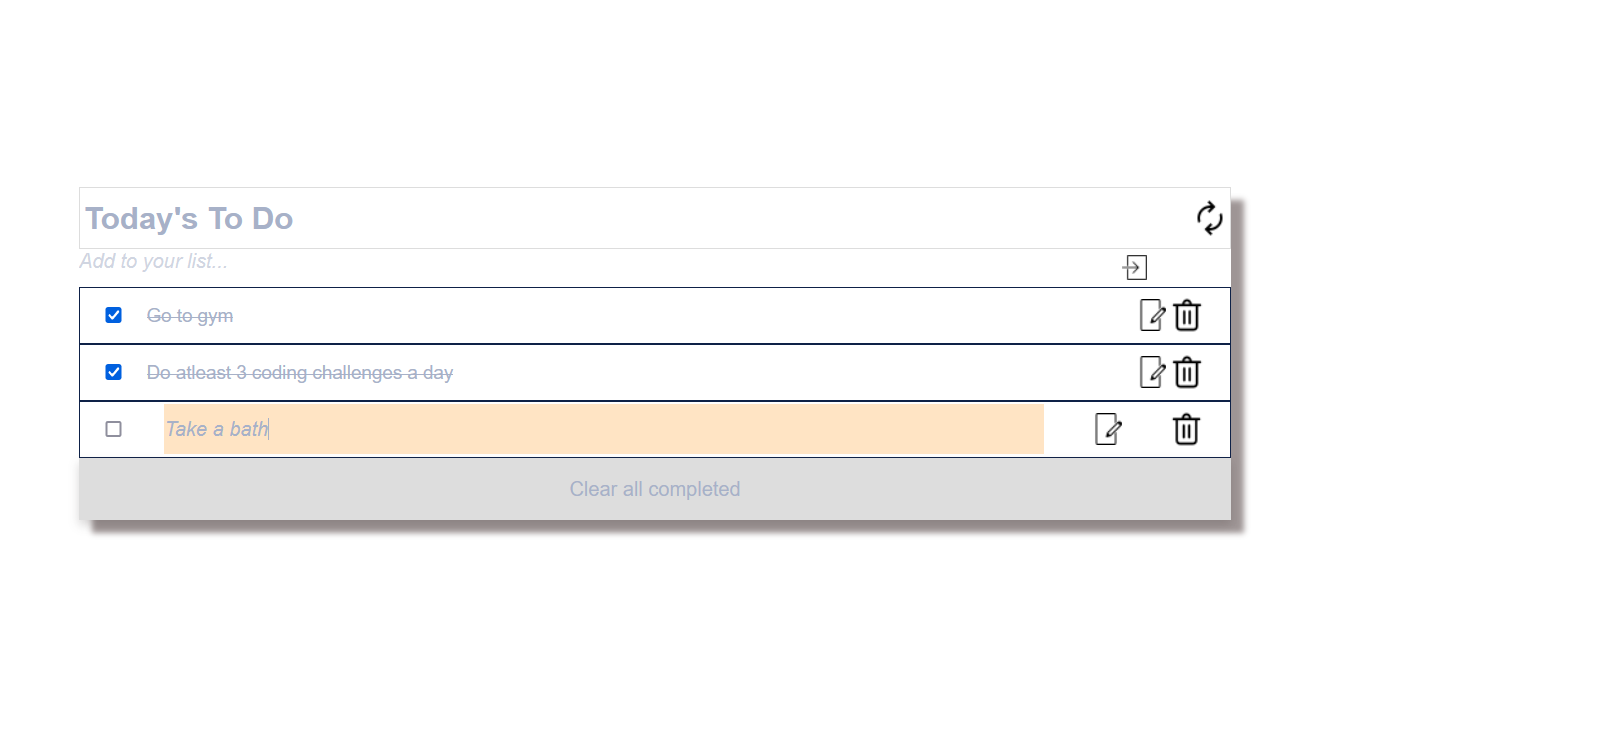 Today's To Do
Add to your list...
Go to gym
Do atleast 3 coding challenges a day
Take a bath
Clear all completed